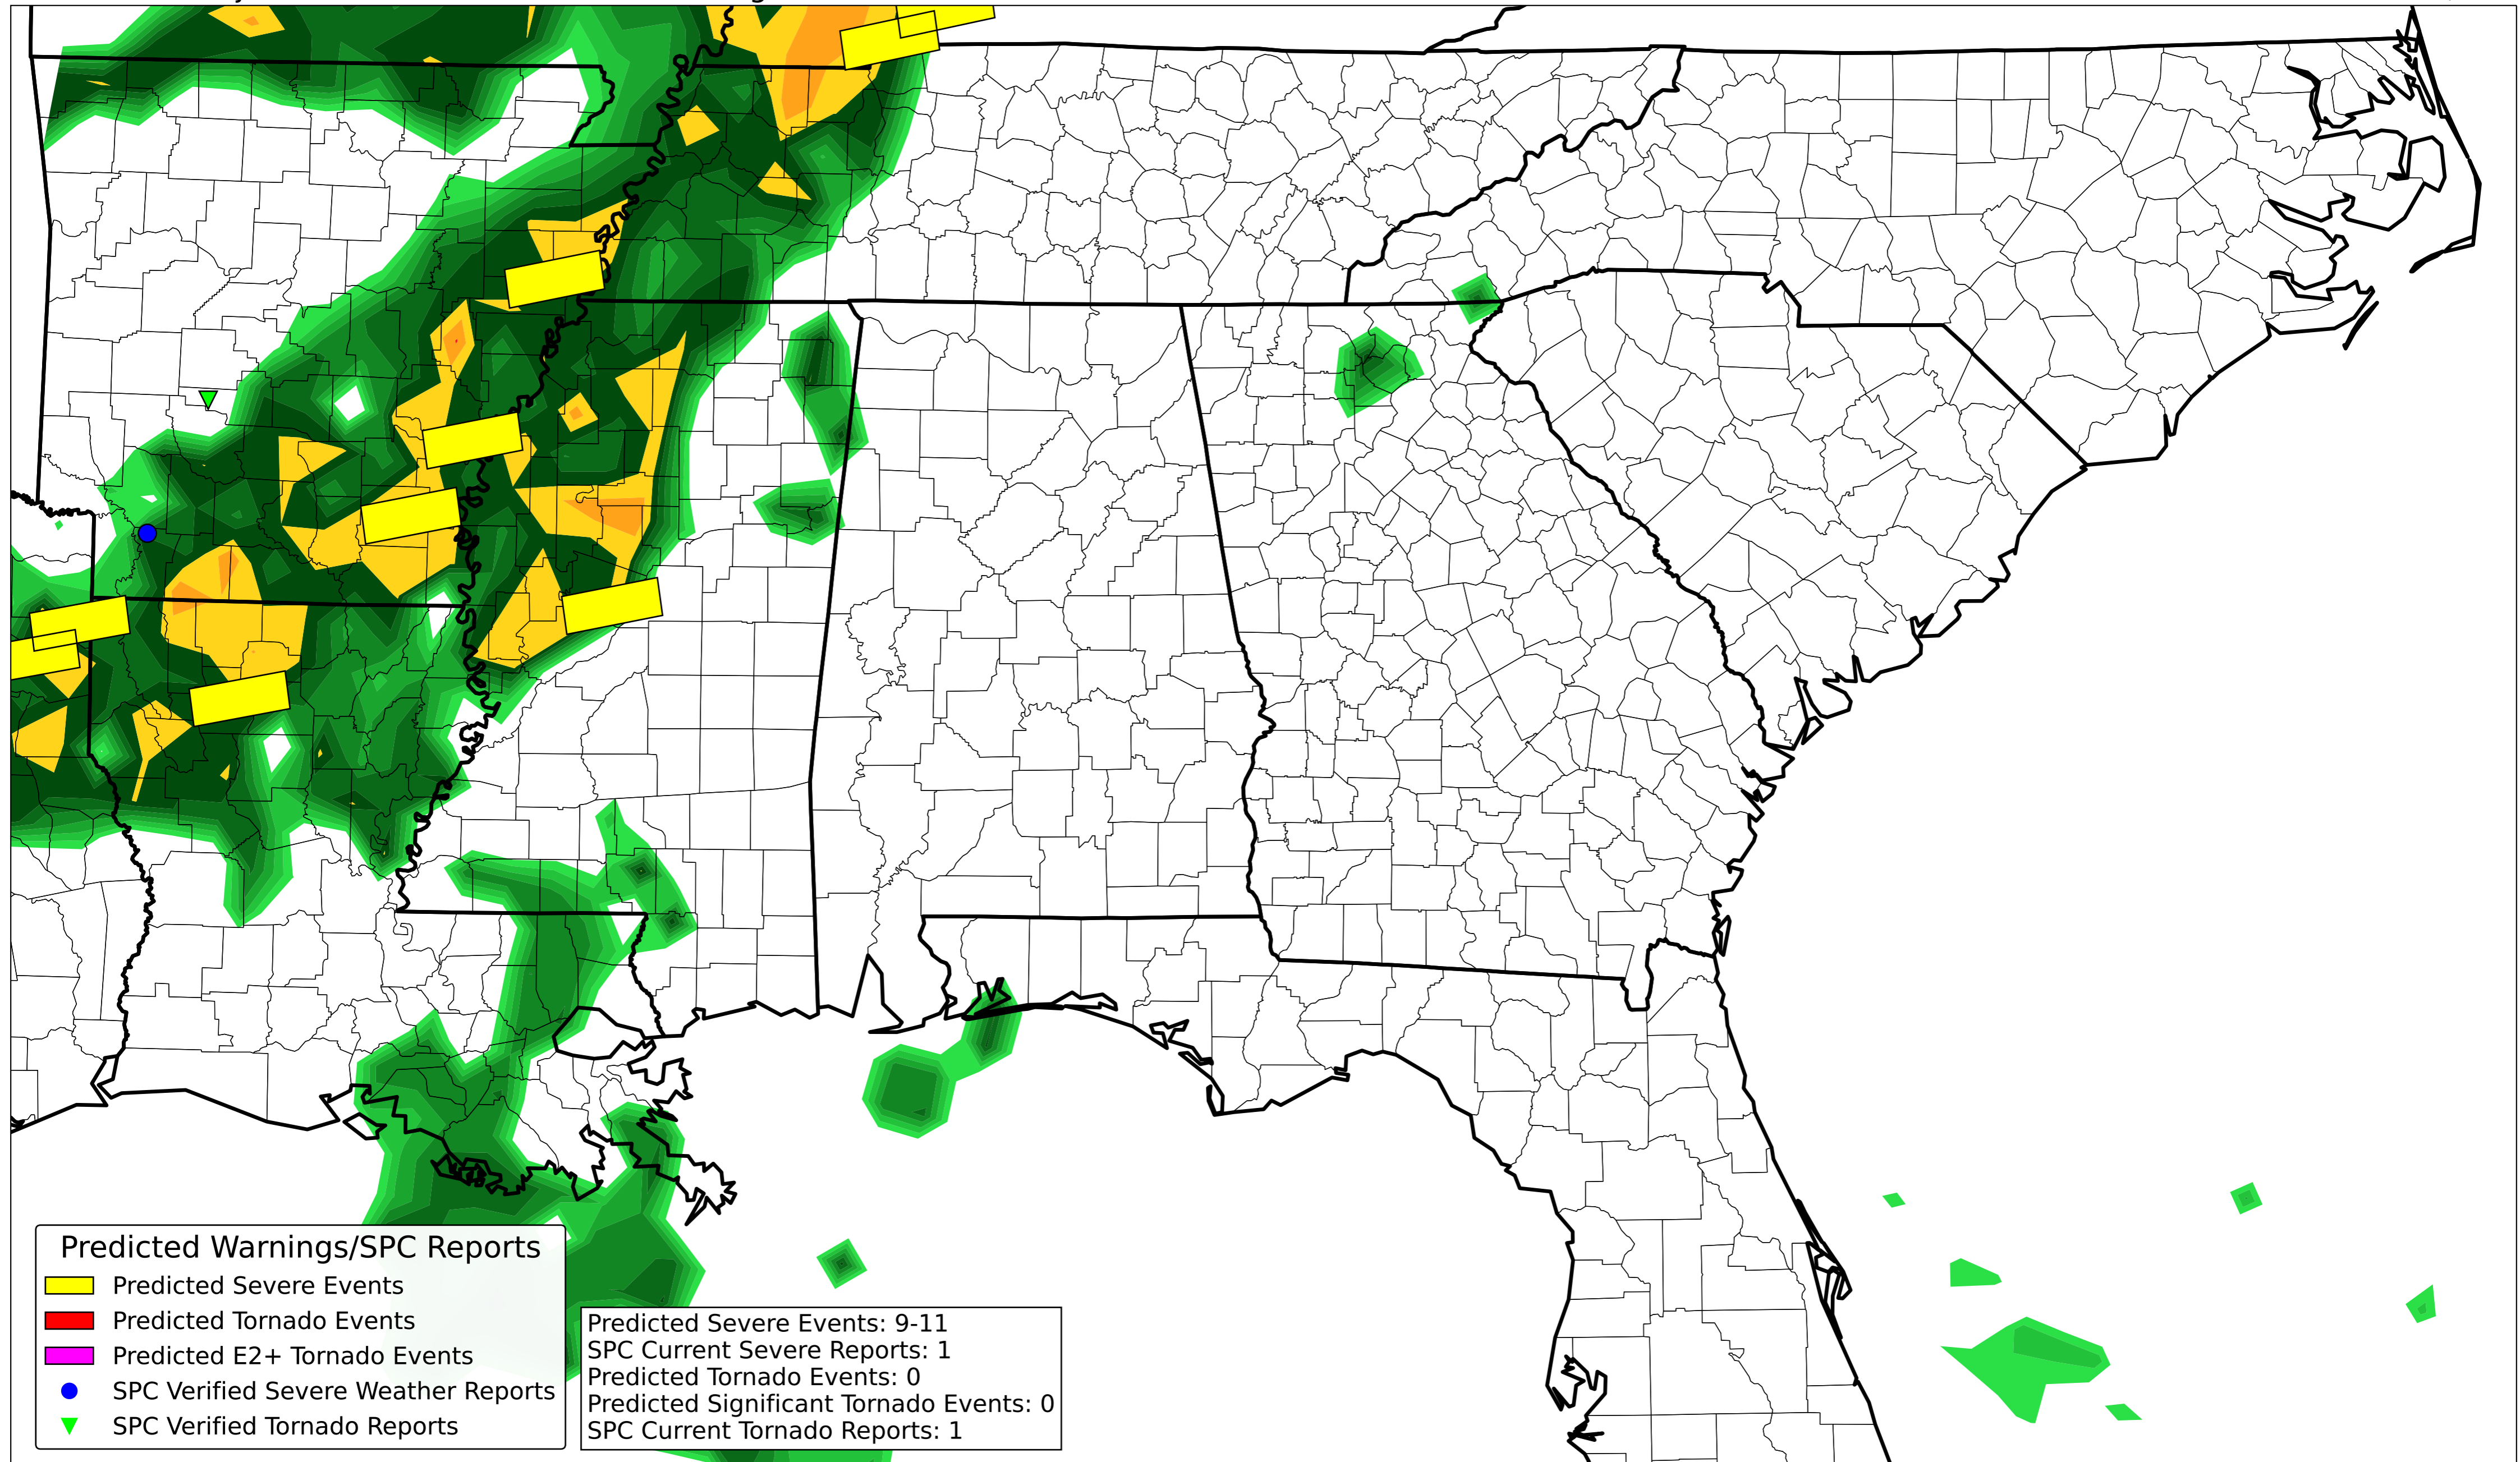 Predicted Warnings/SPC Reports
Predicted Severe Events
Predicted Tornado Events
Predicted E2+ Tornado Events
SPC Verified Severe Weather Reports
SPC Verified Tornado Reports
Predicted Severe Events: 9-11
SPC Current Severe Reports: 1
Predicted Tornado Events: 0
Predicted Significant Tornado Events: 0
SPC Current Tornado Reports: 1